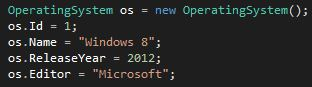 OperatingSystem os = new OperatingSystem();
os.Id = 1;
os.Name = "Windows 8";
os.ReleaseYear = 2012;
os.Editor = "Microsoft";